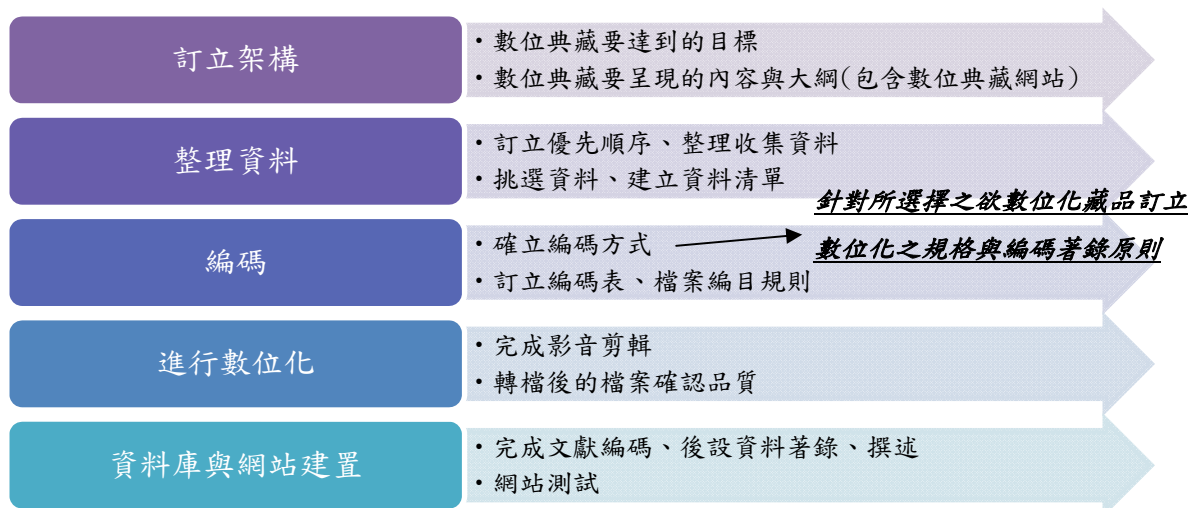 訂立架構
・數位典藏要達到的目標
・數位典藏要呈現的內容與大綱(包含數位典藏網站)
整理資料
・訂立優先順序、整理收集資料
・挑選資料、建立資料清單
編碼
・確立編碼方式
・訂立編碼表、檔案編目規則
針對所選擇之欲數位化藏品訂立
數位化之規格與編碼著錄原則
進行數位化
・完成影音剪輯
・轉檔後的檔案確認品質
資料庫與網站建置
・完成文獻編碼、後設資料著錄、撰述
・網站測試